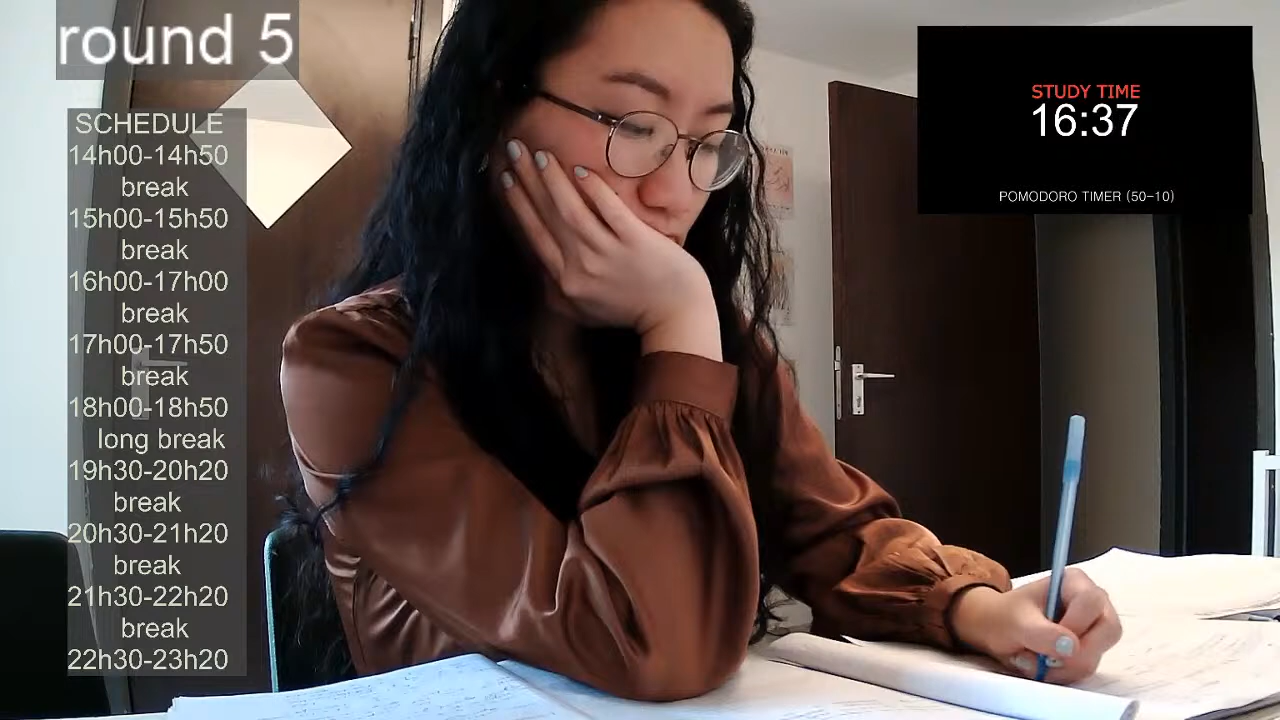 round 5
SCHEDULE
14h00-14h50
break
15h00-15h50
break
16h00-17h00
break
17h00-17h50
break
18h00-18h50
long break
19h30-20h20
break
20h30-21h20
break
21h30-22h20
break
22h30-23h20
STUDY TIME
16:37
POMODORO TIMER (50-10)